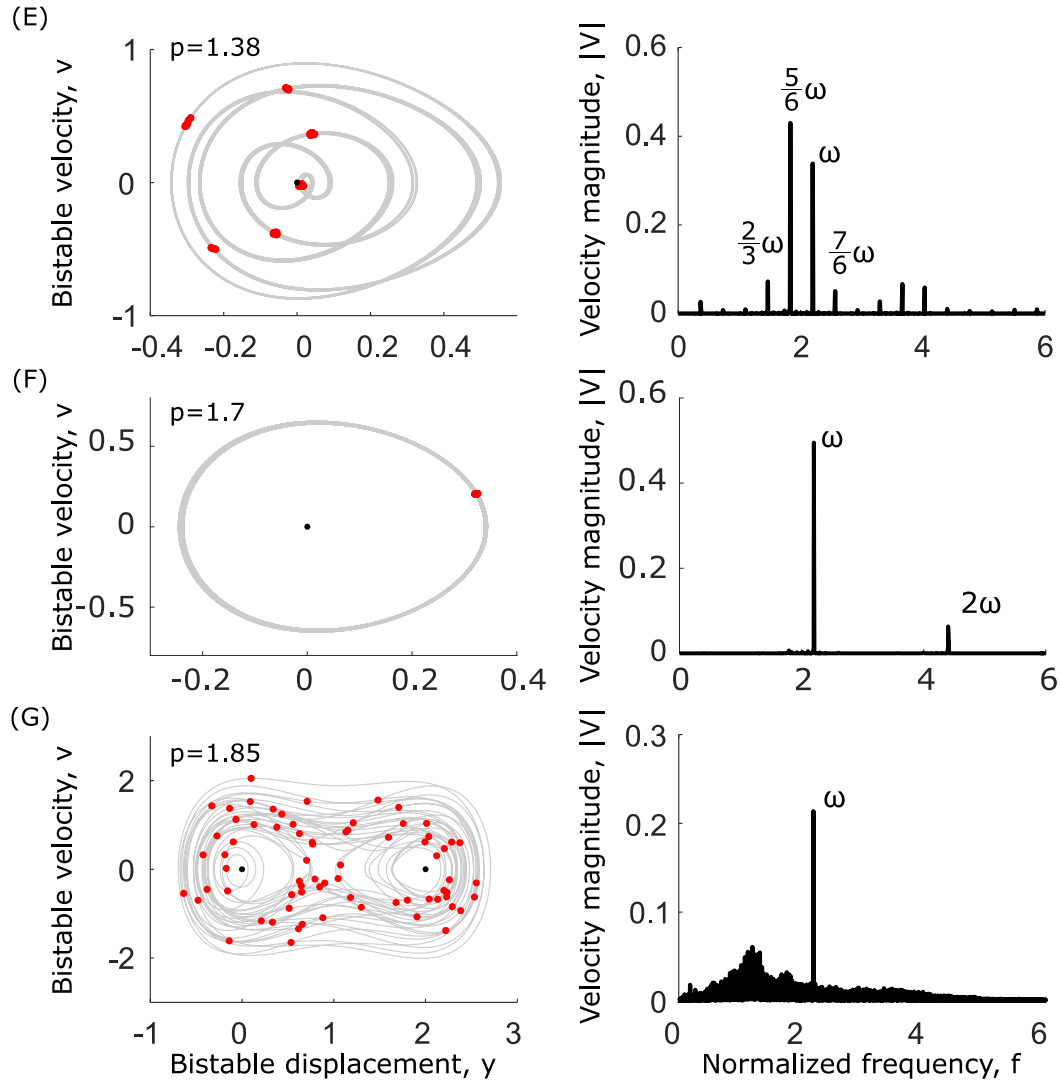 (E)
p=1.38
Bistable velocity, v
1
0
-1
-0.4
-0.2
0
0.2
0.4
Velocity magnitude, |V|
0.6
0.4
0.2
0
5/6 ω
ω
2/3 ω
7/6 ω
0
2
4
6
(F)
p=1.7
Bistable velocity, v
0.5
0
-0.5
-0.2
0
0.2
0.4
Velocity magnitude, |V|
0.6
0.4
0.2
0
ω
2ω
0
2
4
6
(G)
p=1.85
Bistable velocity, v
2
0
-2
-1
0
1
2
3
Bistable displacement, y
Velocity magnitude, |V|
0.3
0.2
0.1
0
ω
0
2
4
6
Normalized frequency, f